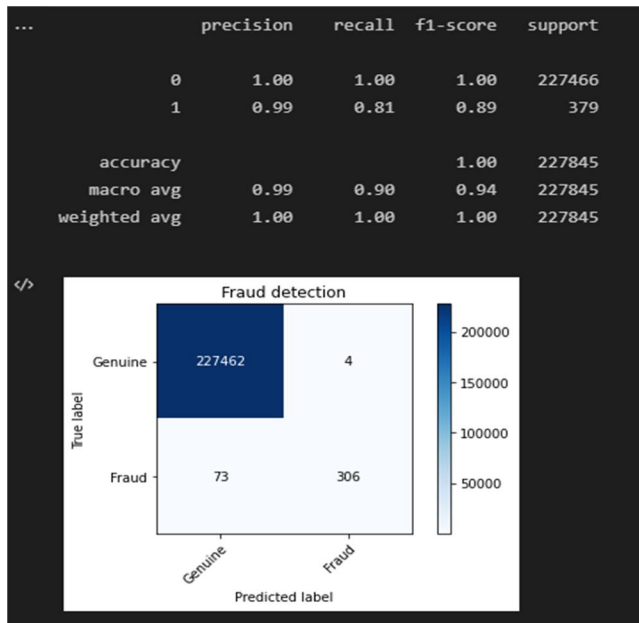 ...
precision recall f1-score support
0 1.00 1.00 1.00 227466
1 0.99 0.81 0.89 379
accuracy 1.00 227845
macro avg 0.99 0.90 0.94 227845
weighted avg 1.00 1.00 1.00 227845
</>
Fraud detection
Genuine 227462 4
Fraud 73 306
True label
Genuine Fraud
Predicted label
200000
150000
100000
50000